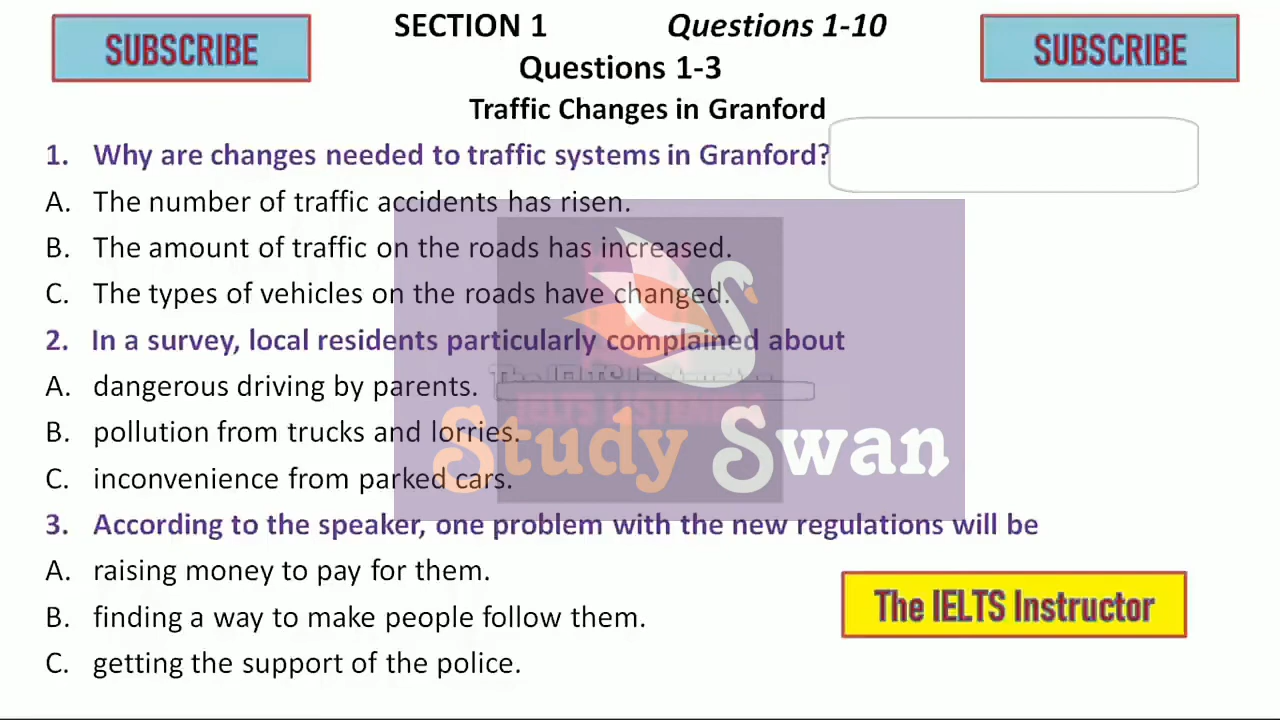 SUBSCRIBE
SECTION 1 Questions 1-10
SUBSCRIBE
Questions 1-3
Traffic Changes in Granford
1. Why are changes needed to traffic systems in Granford?
A. The number of traffic accidents has risen.
B. The amount of traffic on the roads has increased.
C. The types of vehicles on the roads have changed.
2. In a survey, local residents particularly complained about
A. dangerous driving by parents.
The IELTS Instructor
IELTS LISTENING
B. pollution from trucks and lorries.
Study Swan
C. inconvenience from parked cars.
3. According to the speaker, one problem with the new regulations will be
A. raising money to pay for them.
B. finding a way to make people follow them.
The IELTS Instructor
C. getting the support of the police.